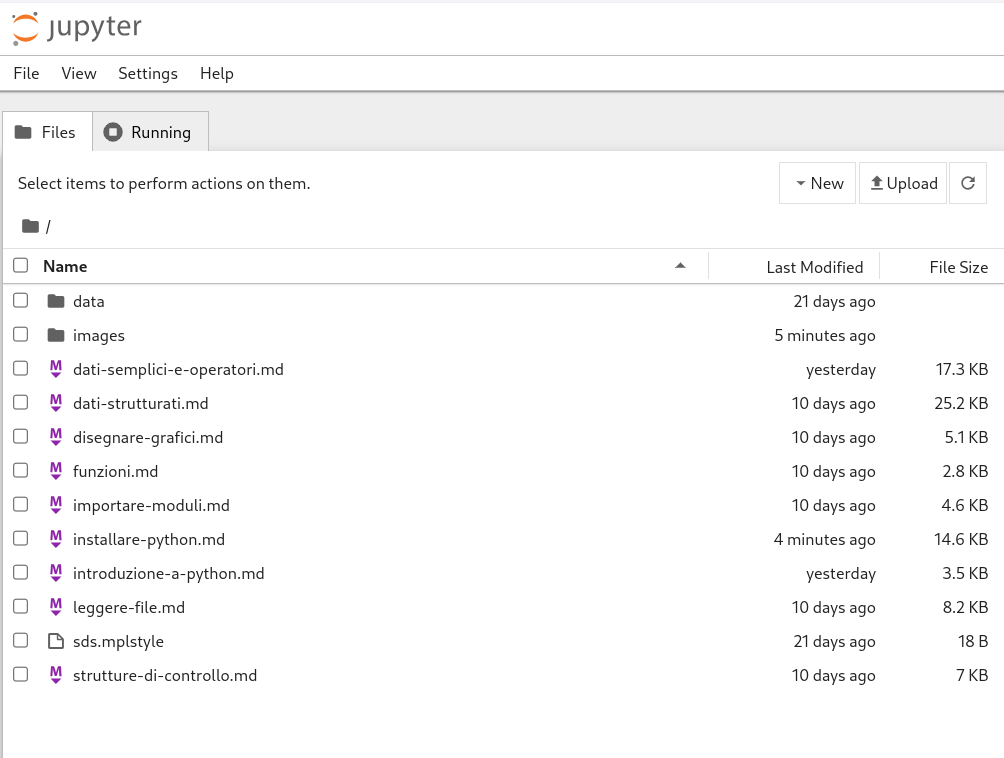 jupyter
File View Settings Help
Files Running
Select items to perform actions on them. New Upload
/
Name Last Modified File Size
data 21 days ago
images 5 minutes ago
M dati-semplici-e-operatori.md yesterday 17.3 KB
M dati-strutturati.md 10 days ago 25.2 KB
M disegnare-grafici.md 10 days ago 5.1 KB
M funzioni.md 10 days ago 2.8 KB
M importare-moduli.md 10 days ago 4.6 KB
M installare-python.md 4 minutes ago 14.6 KB
M introduzione-a-python.md yesterday 3.5 KB
M leggere-file.md 10 days ago 8.2 KB
sds.mplstyle 21 days ago 18 B
M strutture-di-controllo.md 10 days ago 7 KB